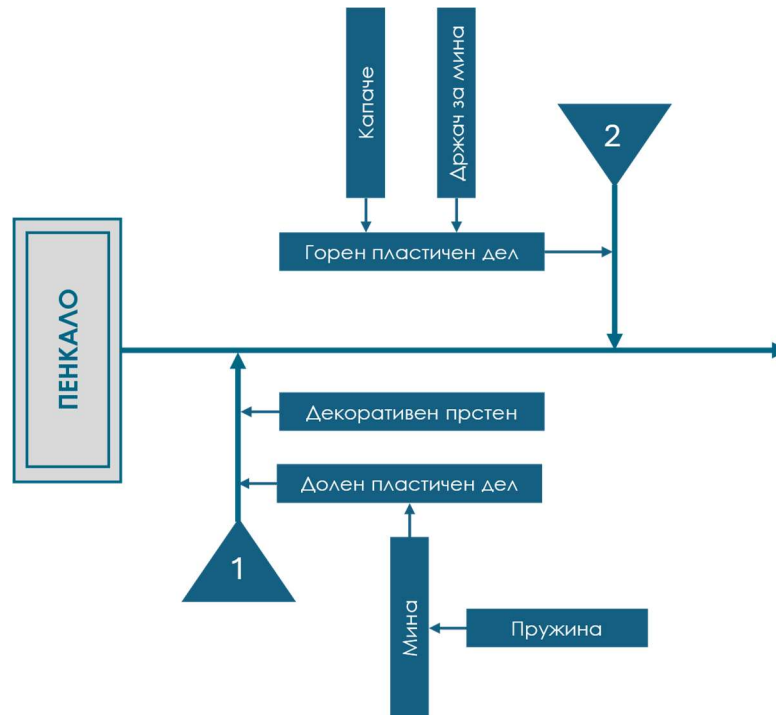 Капаче
Држач за мина
2
Горен пластичен дел
ПЕНКАЛО
Декоративен прстен
Долен пластичен дел
1
Мина
Пружина